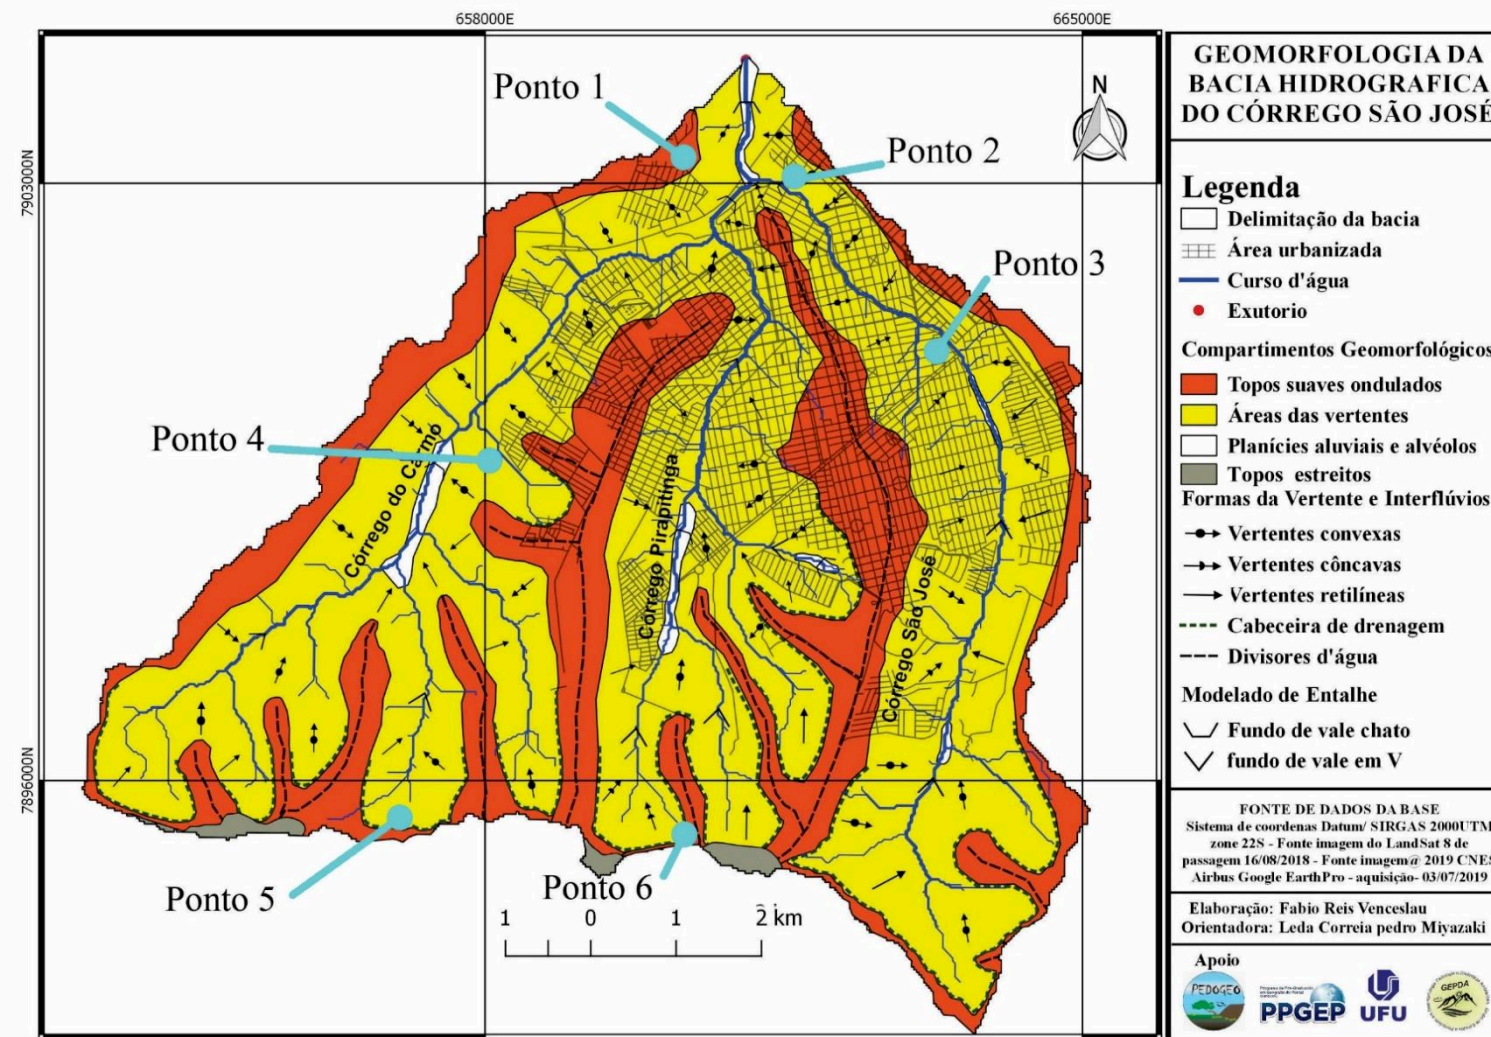 658000E
665000E
7903000N
7896000N
Ponto 1
Ponto 2
Ponto 3
Ponto 4
Ponto 5
Ponto 6
Córrego do Carmo
Córrego Pirapitinga
Córrego São José
N
1 0 1 2 km
GEOMORFOLOGIA DA
BACIA HIDROGRAFICA
DO CÓRREGO SÃO JOSÉ
Legenda
Delimitação da bacia
Área urbanizada
Curso d'água
Exutorio
Compartimentos Geomorfológicos
Topos suaves ondulados
Áreas das vertentes
Planícies aluviais e alvéolos
Topos estreitos
Formas da Vertente e Interflúvios
Vertentes convexas
Vertentes côncavas
Vertentes retilíneas
Cabeceira de drenagem
Divisores d'água
Modelado de Entalhe
Fundo de vale chato
fundo de vale em V
FONTE DE DADOS DA BASE
Sistema de coordenas Datum/ SIRGAS 2000UTM
zone 22S - Fonte imagem do LandSat 8 de
passagem 16/08/2018 - Fonte imagem@ 2019 CNES
Airbus Google EarthPro - aquisição- 03/07/2019
Elaboração: Fabio Reis Venceslau
Orientadora: Leda Correia pedro Miyazaki
Apoio
PEDOGEO
PPGEP
UFU
GEPDA